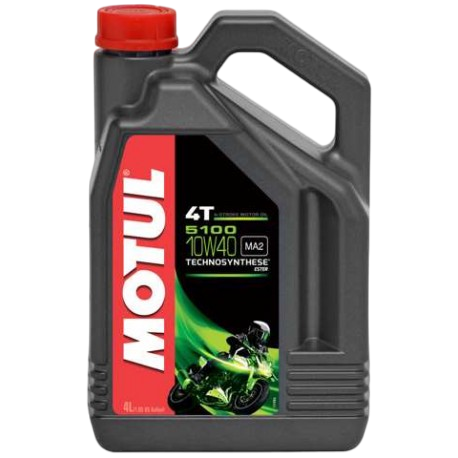 MOTUL®
4T 4-STROKE MOTOR OIL
5100
10W40 MA2
TECHNOSYNTHESE®
ESTER
4L